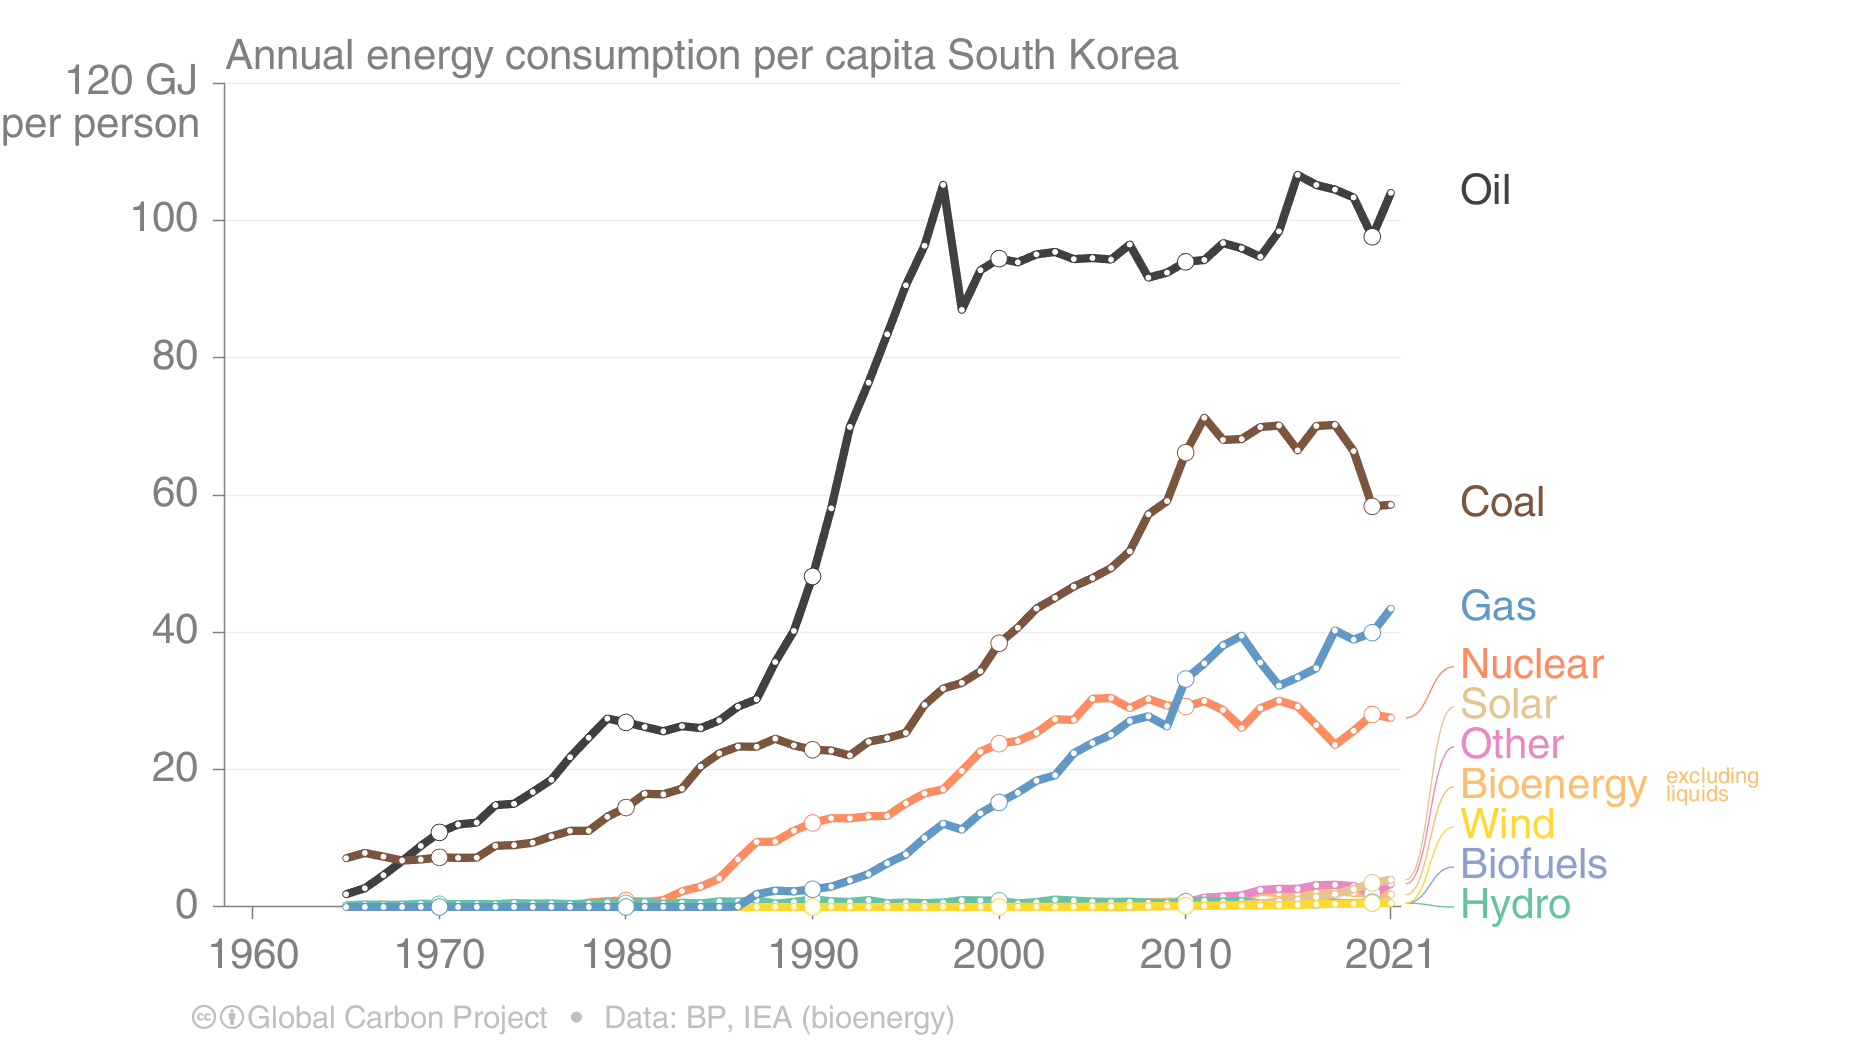 Annual energy consumption per capita South Korea
120 GJ
per person
100
80
60
40
20
0
1960 1970 1980 1990 2000 2010 2021
Oil
Coal
Gas
Nuclear
Solar
Other
Bioenergy excluding liquids
Wind
Biofuels
Hydro
cc Global Carbon Project • Data: BP, IEA (bioenergy)